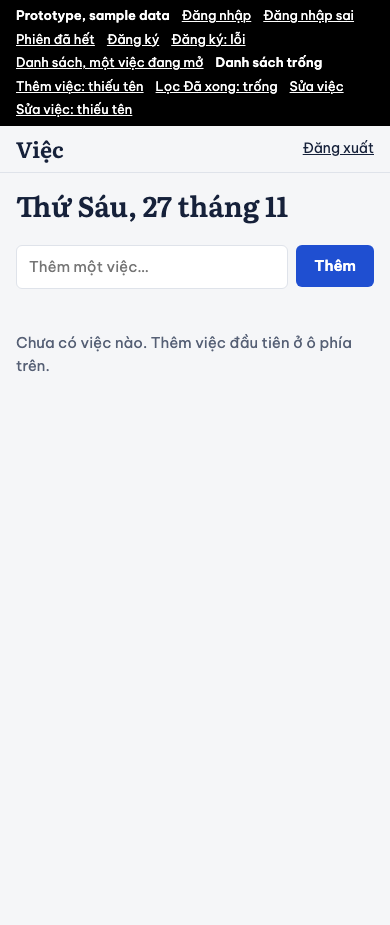 Prototype, sample data Đăng nhập Đăng nhập sai
Phiên đã hết Đăng ký Đăng ký: lỗi
Danh sách, một việc đang mở Danh sách trống
Thêm việc: thiếu tên Lọc Đã xong: trống Sửa việc
Sửa việc: thiếu tên
Việc Đăng xuất
Thứ Sáu, 27 tháng 11
Thêm một việc... Thêm
Chưa có việc nào. Thêm việc đầu tiên ở ô phía
trên.